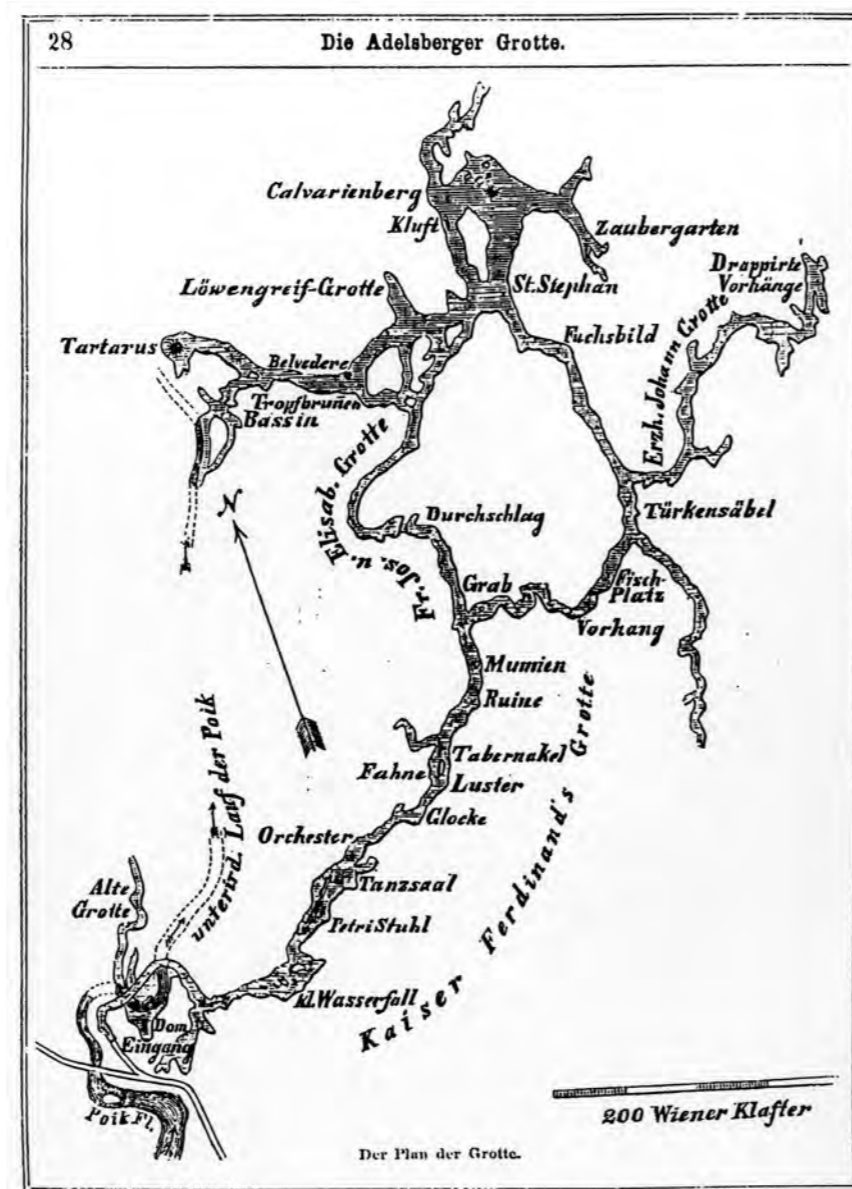 28
Die Adelsberger Grotte.
Calvarienberg
Kluft
Zaubergarten
Löwengreif-Grotte
St. Stephan
Drappirte
Vorhänge
Tartarus
Belvedere
Fuchsbild
Erzh. Johann Grotte
Tropfbruñen
Bassin
Fr. Jos. u. Elisab. Grotte
N
Durchschlag
Türkensäbel
Grab
Fisch-
Platz
Vorhang
Mumien
Ruine
Tabernakel
Fahne
Luster
Glocke
Orchester
unterird. Lauf der Poik
Alte
Grotte
Tanzsaal
Petri Stuhl
Kl. Wasserfall
Kaiser Ferdinand's Grotte
Dom
Eingang
Poik Fl.
200 Wiener Klafter
Der Plan der Grotte.